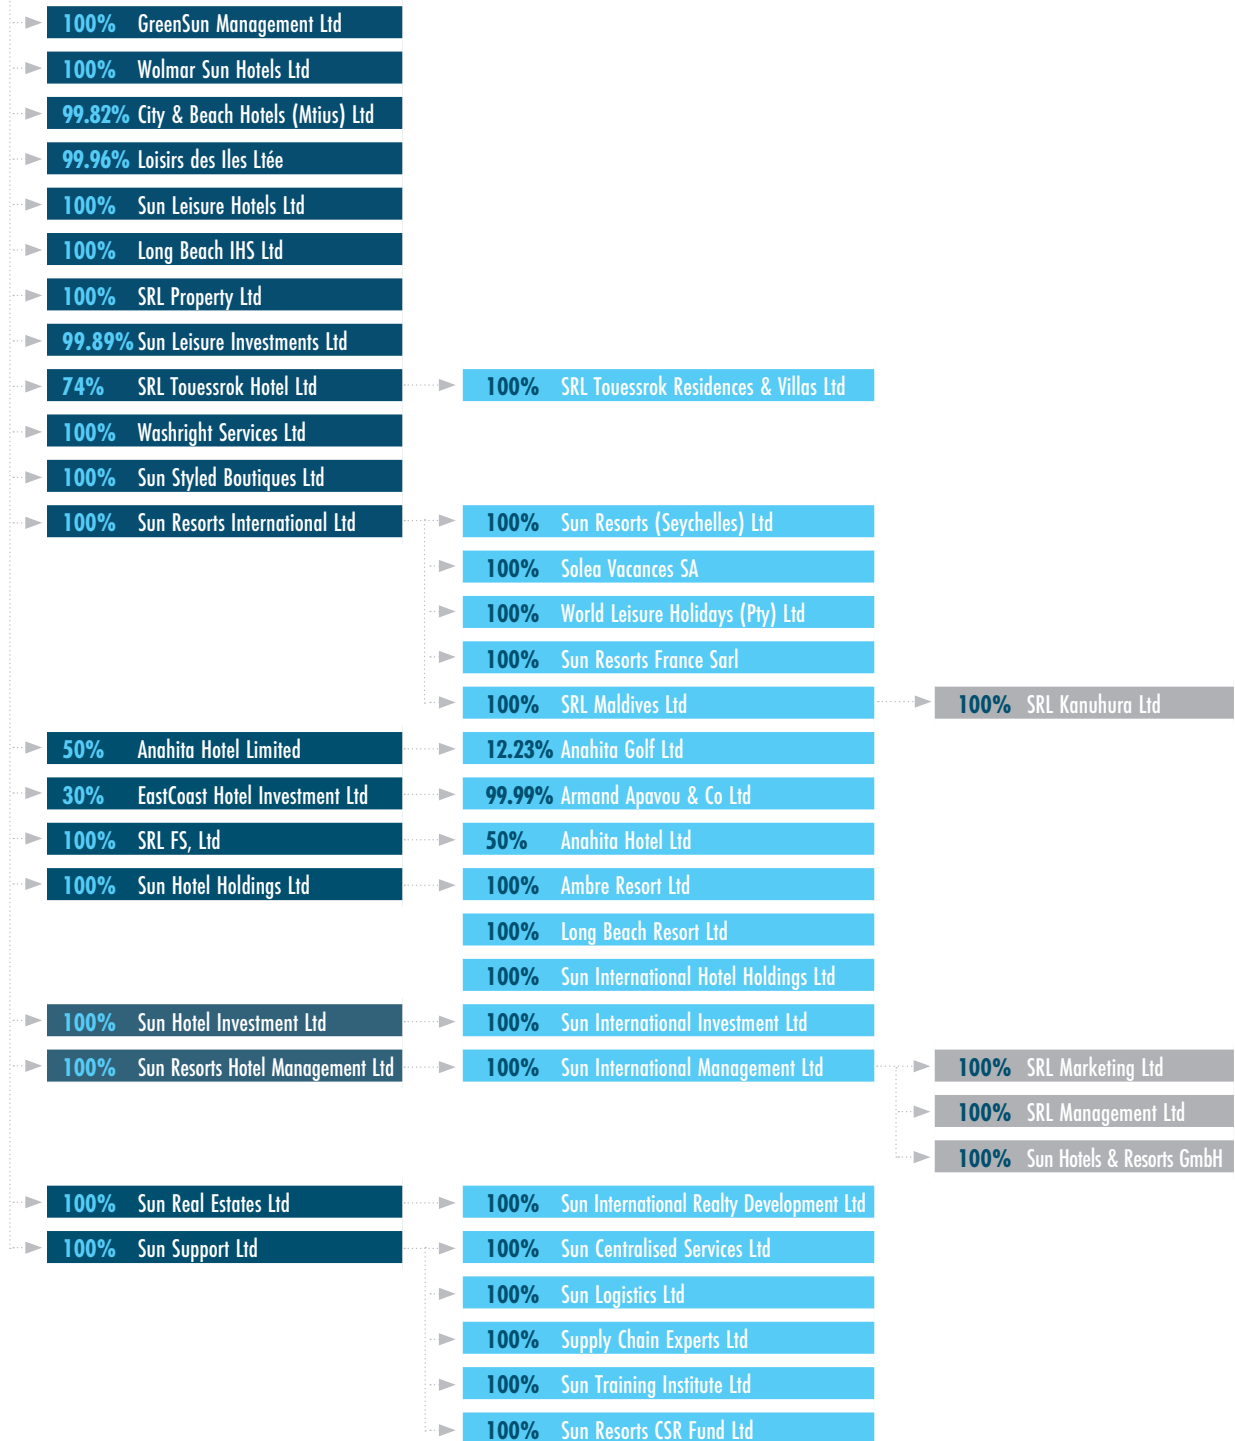 100% GreenSun Management Ltd
100% Wolmar Sun Hotels Ltd
99.82% City & Beach Hotels (Mtius) Ltd
99.96% Loisirs des Iles Ltée
100% Sun Leisure Hotels Ltd
100% Long Beach IHS Ltd
100% SRL Property Ltd
99.89% Sun Leisure Investments Ltd
74% SRL Touessrok Hotel Ltd 100% SRL Touessrok Residences & Villas Ltd
100% Washright Services Ltd
100% Sun Styled Boutiques Ltd
100% Sun Resorts International Ltd 100% Sun Resorts (Seychelles) Ltd
100% Solea Vacances SA
100% World Leisure Holidays (Pty) Ltd
100% Sun Resorts France Sarl
100% SRL Maldives Ltd 100% SRL Kanuhura Ltd
50% Anahita Hotel Limited 12.23% Anahita Golf Ltd
30% EastCoast Hotel Investment Ltd 99.99% Armand Apavou & Co Ltd
100% SRL FS, Ltd 50% Anahita Hotel Ltd
100% Sun Hotel Holdings Ltd 100% Ambre Resort Ltd
100% Long Beach Resort Ltd
100% Sun International Hotel Holdings Ltd
100% Sun Hotel Investment Ltd 100% Sun International Investment Ltd
100% Sun Resorts Hotel Management Ltd 100% Sun International Management Ltd 100% SRL Marketing Ltd
100% SRL Management Ltd
100% Sun Hotels & Resorts GmbH
100% Sun Real Estates Ltd 100% Sun International Realty Development Ltd
100% Sun Support Ltd 100% Sun Centralised Services Ltd
100% Sun Logistics Ltd
100% Supply Chain Experts Ltd
100% Sun Training Institute Ltd
100% Sun Resorts CSR Fund Ltd